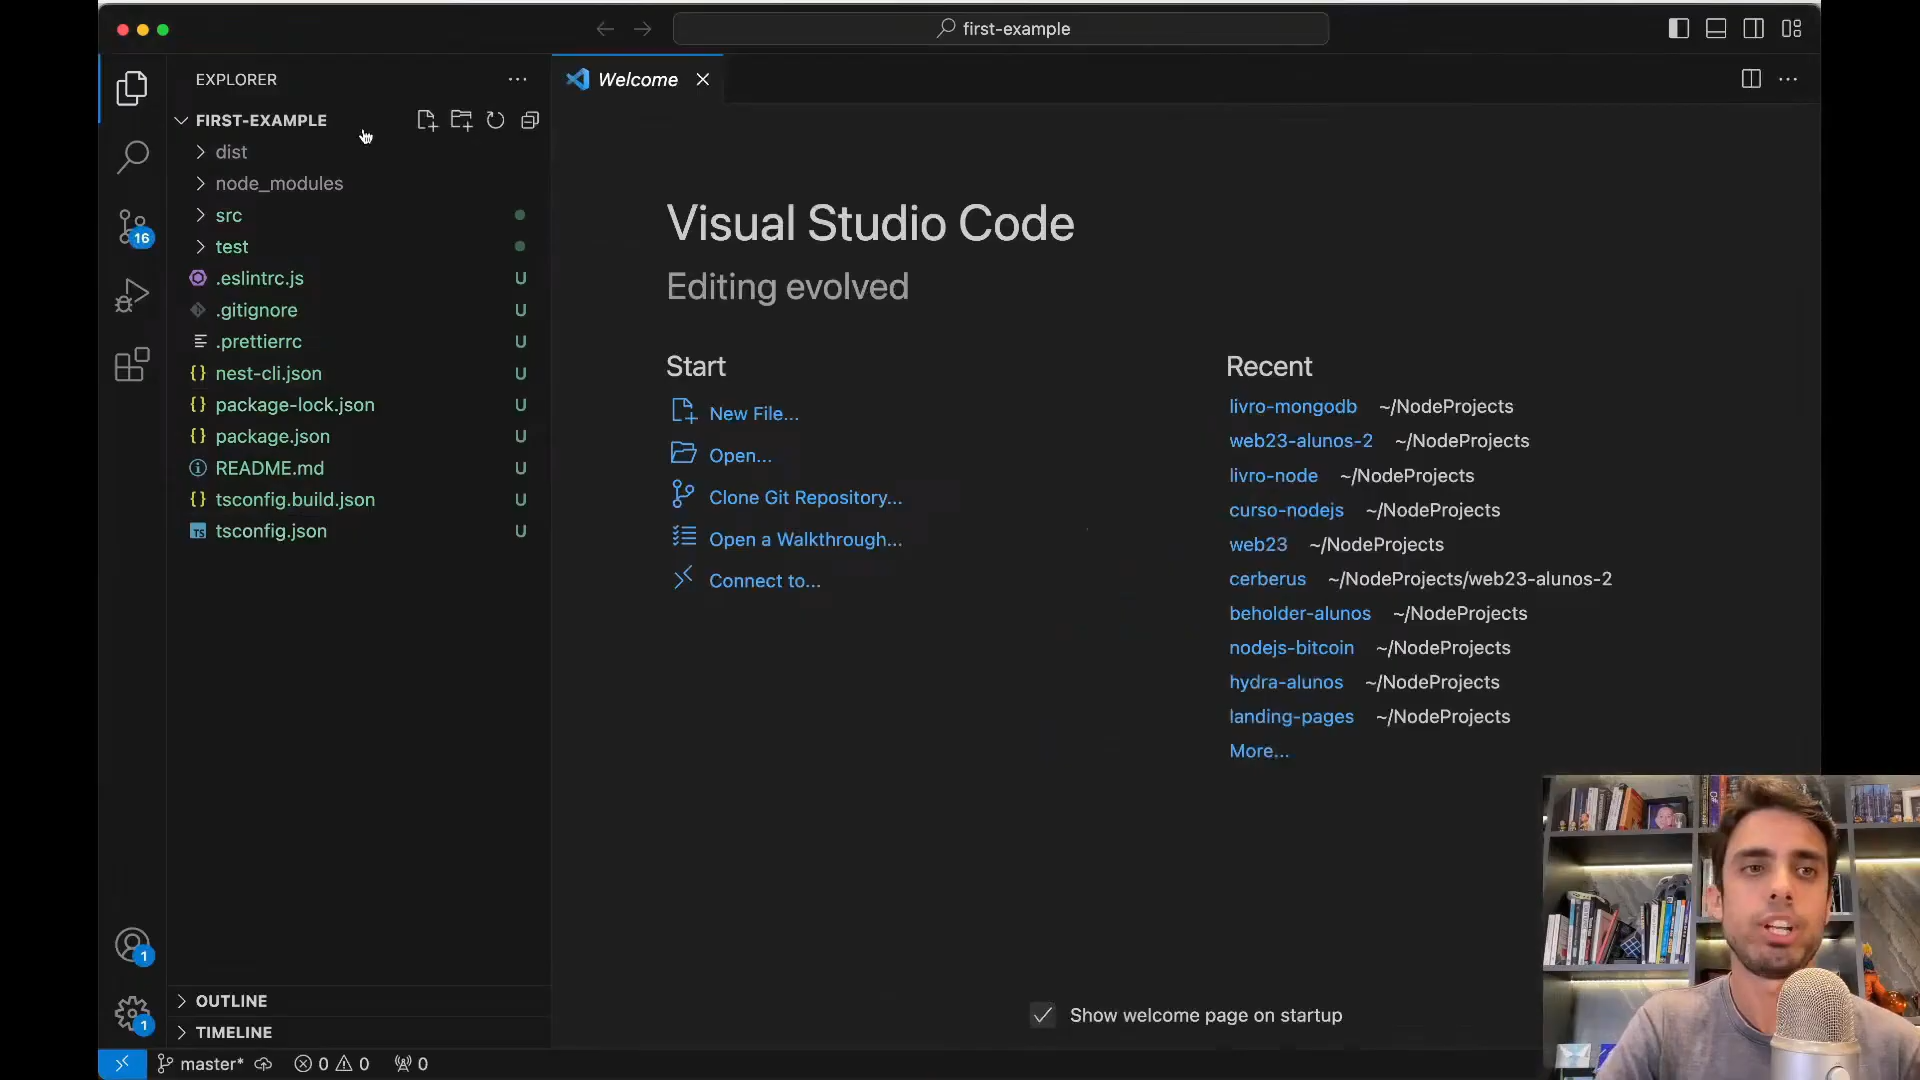 first-example
EXPLORER
Welcome
FIRST-EXAMPLE
dist
node_modules
src
test
.eslintrc.js U
.gitignore U
.prettierrc U
nest-cli.json U
package-lock.json U
package.json U
README.md U
tsconfig.build.json U
TS tsconfig.json U
16
Visual Studio Code
Editing evolved
Start
New File...
Open...
Clone Git Repository...
Open a Walkthrough...
Connect to...
Recent
livro-mongodb ~/NodeProjects
web23-alunos-2 ~/NodeProjects
livro-node ~/NodeProjects
curso-nodejs ~/NodeProjects
web23 ~/NodeProjects
cerberus ~/NodeProjects/web23-alunos-2
beholder-alunos ~/NodeProjects
nodejs-bitcoin ~/NodeProjects
hydra-alunos ~/NodeProjects
landing-pages ~/NodeProjects
More...
1
1
OUTLINE
TIMELINE
Show welcome page on startup
master* 0 0 0